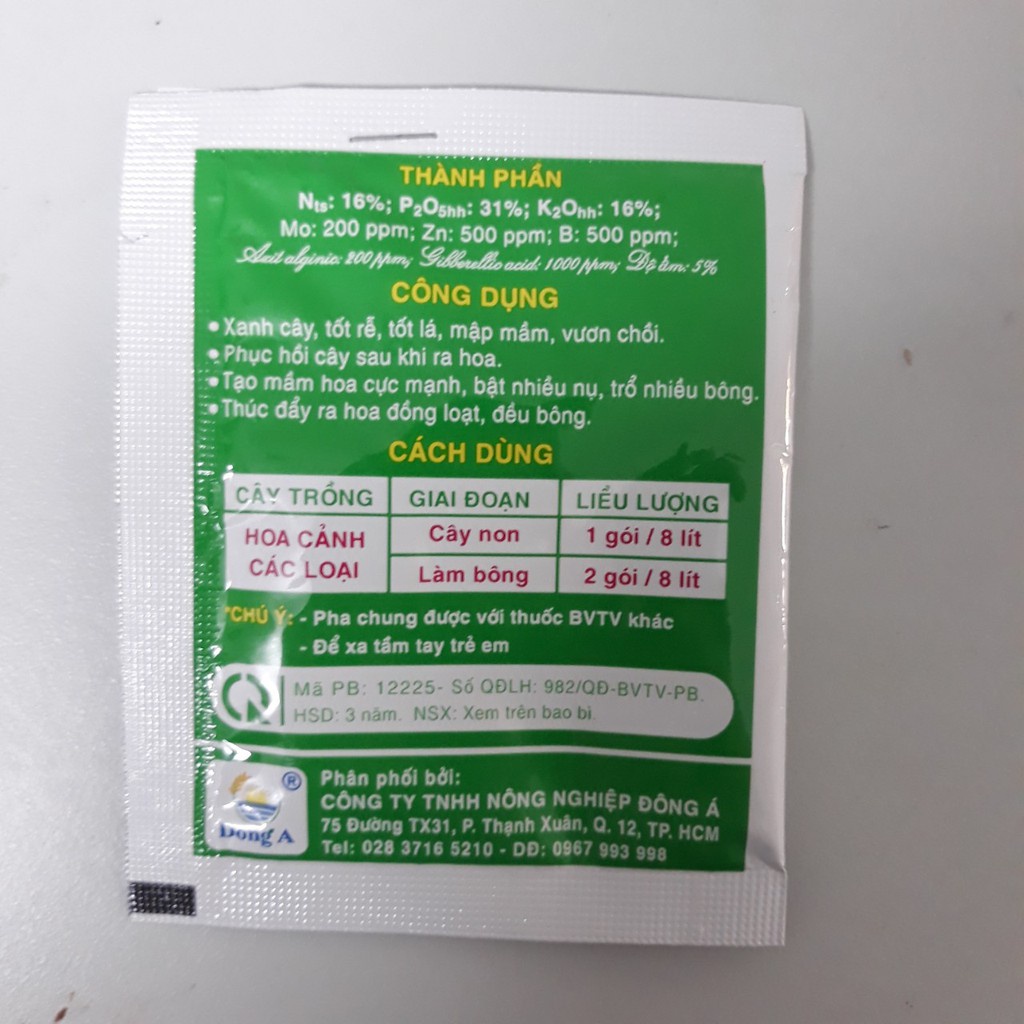 THÀNH PHẦN
Nts: 16%; P2O5hh: 31%; K2Ohh: 16%;
Mo: 200 ppm; Zn: 500 ppm; B: 500 ppm;
Axit alginic: 200 ppm; Gibberellic acid: 1000 ppm; Độ ẩm: 5%
CÔNG DỤNG
•Xanh cây, tốt rễ, tốt lá, mập mầm, vươn chồi.
•Phục hồi cây sau khi ra hoa.
•Tạo mầm hoa cực mạnh, bật nhiều nụ, trổ nhiều bông.
•Thúc đẩy ra hoa đồng loạt, đều bông.
CÁCH DÙNG
CÂY TRỒNG GIAI ĐOẠN LIỀU LƯỢNG
HOA CẢNH CÁC LOẠI
Cây non 1 gói / 8 lít
Làm bông 2 gói / 8 lít
*CHÚ Ý: - Pha chung được với thuốc BVTV khác
- Để xa tầm tay trẻ em
Mã PB: 12225- Số QĐLH: 982/QĐ-BVTV-PB.
HSD: 3 năm. NSX: Xem trên bao bì.
® Đông Á
Phân phối bởi:
CÔNG TY TNHH NÔNG NGHIỆP ĐÔNG Á
75 Đường TX31, P. Thạnh Xuân, Q. 12, TP. HCM
Tel: 028 3716 5210 - DĐ: 0967 993 998